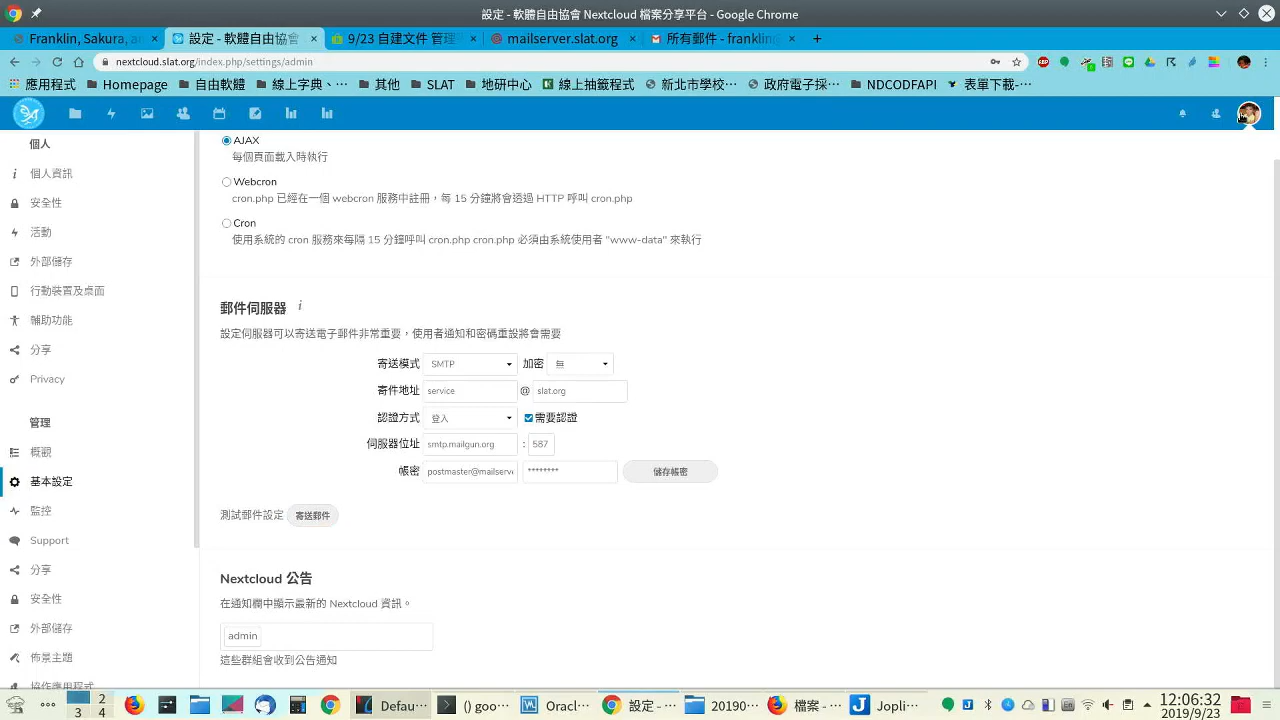 設定 - 軟體自由協會 Nextcloud 檔案分享平台 - Google Chrome
Franklin, Sakura, a
設定 - 軟體自由協會
9/23 自建文件 管理
mailserver.slat.org
所有郵件 - franklin
nextcloud.slat.org/index.php/settings/admin
應用程式
Homepage
自由軟體
線上字典、…
其他
SLAT
地研中心
線上抽籤程式
新北市學校…
政府電子採…
NDCODFAPI
表單下載-…
個人
個人資訊
安全性
活動
外部儲存
行動裝置及桌面
輔助功能
分享
Privacy
管理
概觀
基本設定
監控
Support
分享
安全性
外部儲存
佈景主題
協作應用程式
AJAX
每個頁面載入時執行
Webcron
cron.php 已經在一個 webcron 服務中註冊，每 15 分鐘將會透過 HTTP 呼叫 cron.php
Cron
使用系統的 cron 服務來每隔 15 分鐘呼叫 cron.php cron.php 必須由系統使用者 "www-data" 來執行
郵件伺服器 i
設定伺服器可以寄送電子郵件非常重要，使用者通知和密碼重設將會需要
寄送模式 SMTP 加密 無
寄件地址 service @ slat.org
認證方式 登入 需要認證
伺服器位址 smtp.mailgun.org : 587
帳密 postmaster@mailserv ******** 儲存帳密
測試郵件設定 寄送郵件
Nextcloud 公告
在通知欄中顯示最新的 Nextcloud 資訊。
admin
這些群組會收到公告通知
2
3 4
Defau…
() goo…
Oracl…
設定 -…
20190…
檔案 -…
Jopli…
12:06:32
2019/9/23